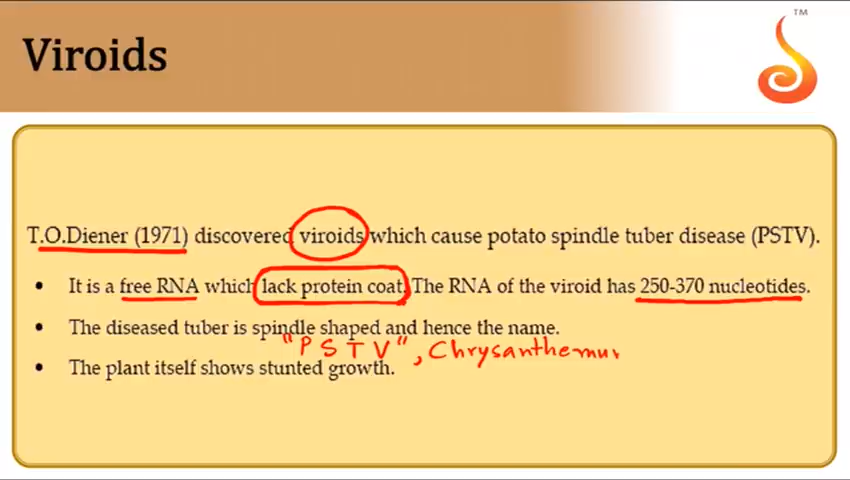 Viroids
TM
T.O.Diener (1971) discovered viroids which cause potato spindle tuber disease (PSTV).
• It is a free RNA which lack protein coat. The RNA of the viroid has 250-370 nucleotides.
• The diseased tuber is spindle shaped and hence the name.
"PSTV", Chrysanthemum
• The plant itself shows stunted growth.